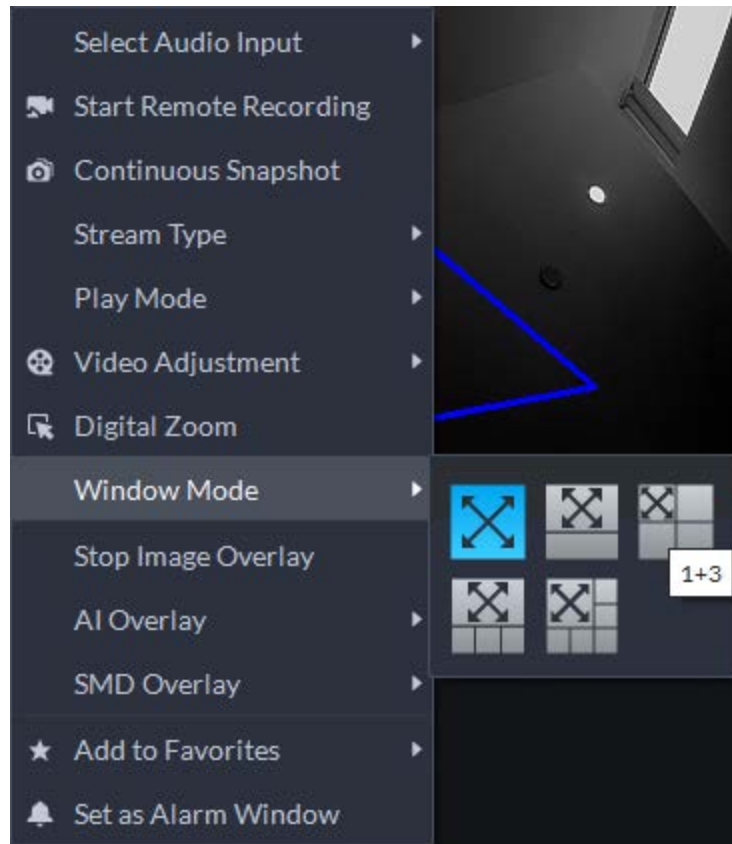 Select Audio Input
Start Remote Recording
Continuous Snapshot
Stream Type
Play Mode
Video Adjustment
Digital Zoom
Window Mode
1+3
Stop Image Overlay
AI Overlay
SMD Overlay
Add to Favorites
Set as Alarm Window